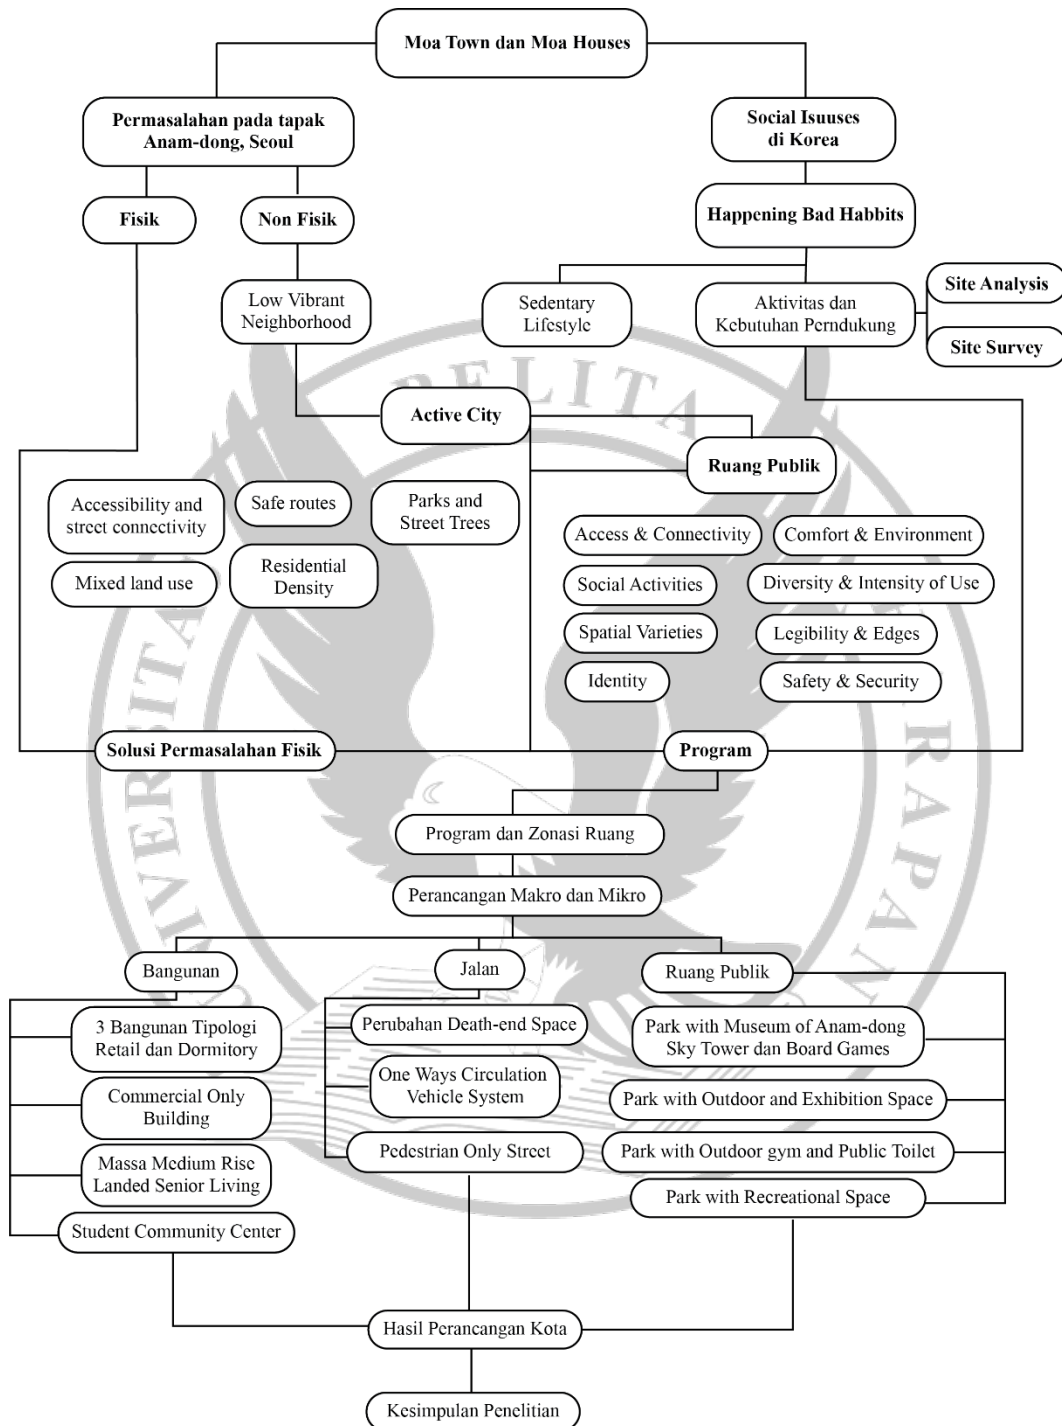 Moa Town dan Moa Houses
Permasalahan pada tapak
Anam-dong, Seoul
Social Isuuses
di Korea
Fisik
Non Fisik
Happening Bad Habbits
Low Vibrant
Neighborhood
Sedentary
Lifestyle
Aktivitas dan
Kebutuhan Perndukung
Site Analysis
Site Survey
Active City
Ruang Publik
Accessibility and
street connectivity
Safe routes
Parks and
Street Trees
Mixed land use
Residential
Density
Access & Connectivity
Comfort & Environment
Social Activities
Diversity & Intensity of Use
Spatial Varieties
Legibility & Edges
Identity
Safety & Security
Solusi Permasalahan Fisik
Program
Program dan Zonasi Ruang
Perancangan Makro dan Mikro
Bangunan
Jalan
Ruang Publik
3 Bangunan Tipologi
Retail dan Dormitory
Commercial Only
Building
Massa Medium Rise
Landed Senior Living
Student Community Center
Perubahan Death-end Space
One Ways Circulation
Vehicle System
Pedestrian Only Street
Park with Museum of Anam-dong
Sky Tower dan Board Games
Park with Outdoor and Exhibition Space
Park with Outdoor gym and Public Toilet
Park with Recreational Space
Hasil Perancangan Kota
Kesimpulan Penelitian
UNIVERSITAS PELITA HARAPAN